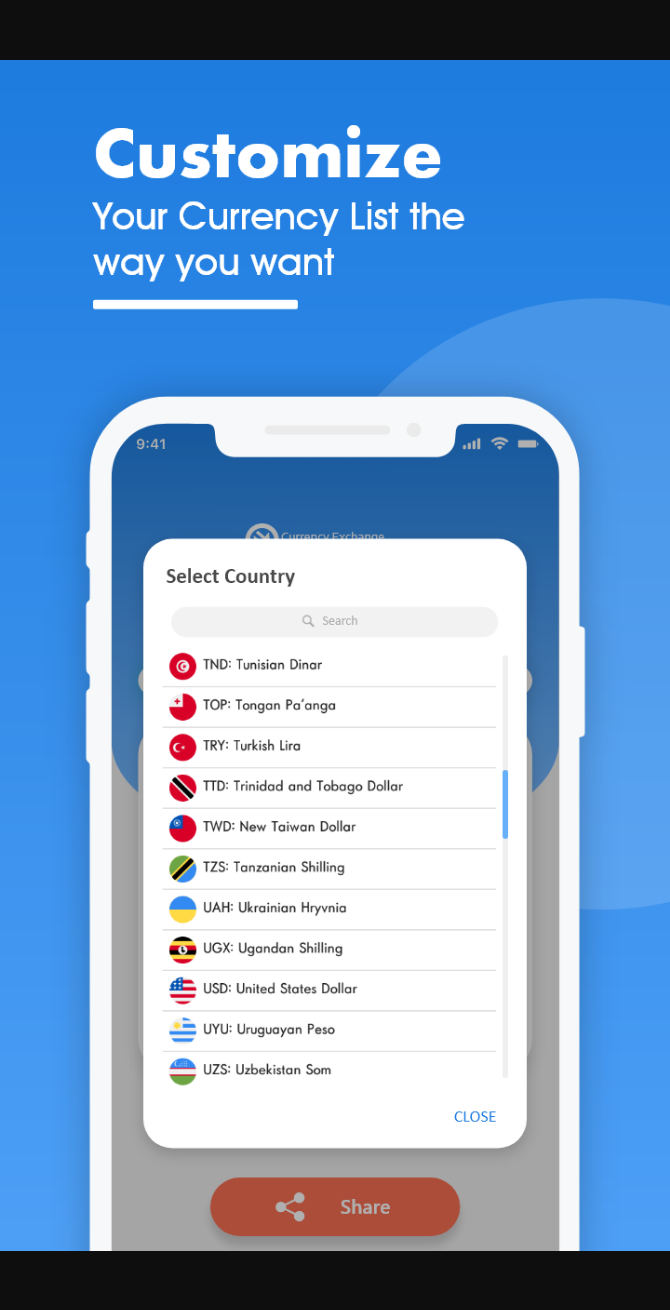 Customize
Your Currency List the
way you want
9:41
Currency Exchange
Select Country
Search
TND: Tunisian Dinar
TOP: Tongan Pa'anga
TRY: Turkish Lira
TTD: Trinidad and Tobago Dollar
TWD: New Taiwan Dollar
TZS: Tanzanian Shilling
UAH: Ukrainian Hryvnia
UGX: Ugandan Shilling
USD: United States Dollar
UYU: Uruguayan Peso
UZS: Uzbekistan Som
CLOSE
Share